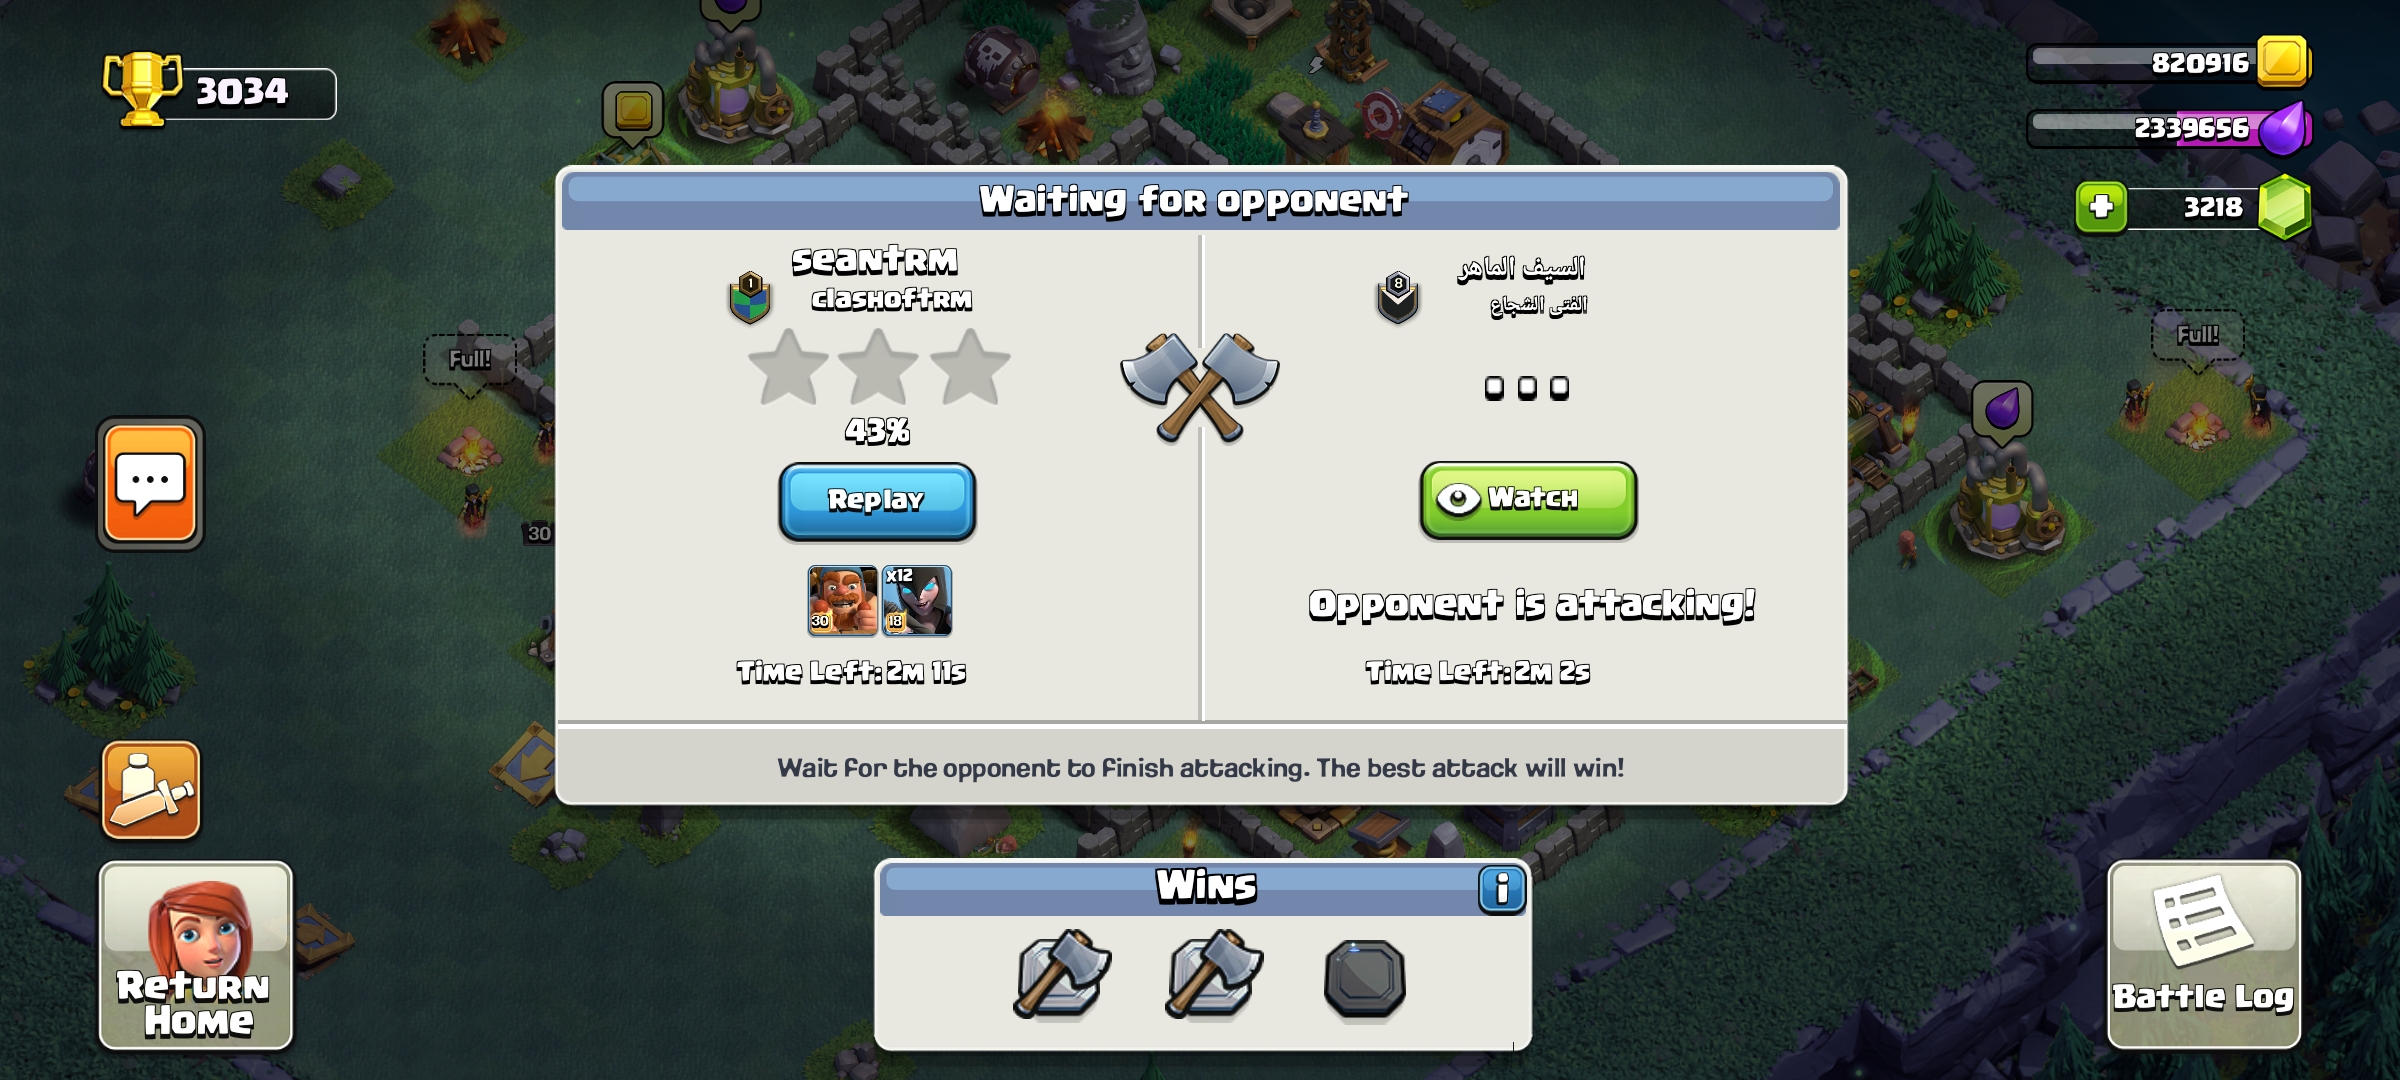 3034
820916
2339656
3218
Waiting for opponent
seantrm
1
clashoftrm
السيف الماهر
8
الفتى الشجاع
Full!
Full!
43%
Replay
Watch
30
x12
30
18
Opponent is attacking!
Time Left: 2m 11s
Time Left: 2m 2s
Wait for the opponent to finish attacking. The best attack will win!
Wins
i
Return
Home
Battle Log